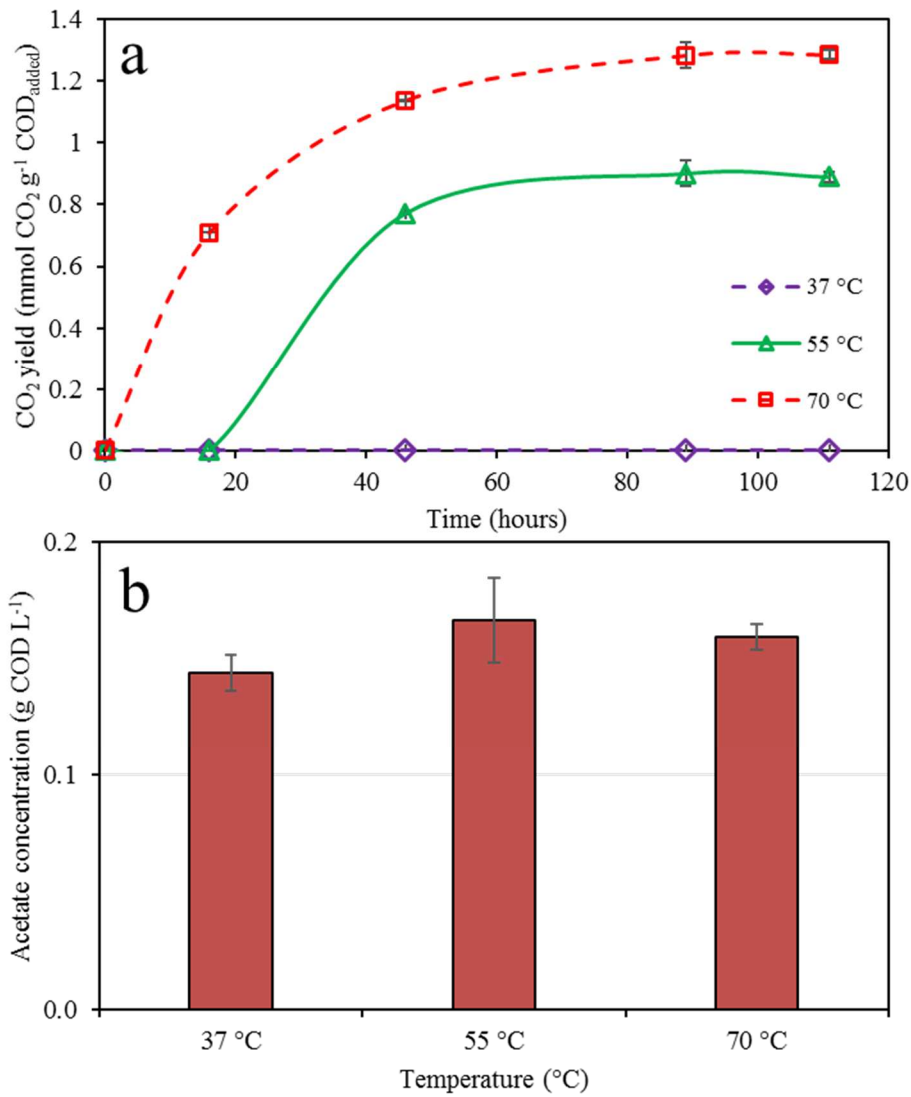 a
CO₂ yield (mmol CO₂ g⁻¹ COD_added)
1.4
1.2
1
0.8
0.6
0.4
0.2
0
0 20 40 60 80 100 120
Time (hours)
37 °C
55 °C
70 °C
b
Acetate concentration (g COD L⁻¹)
0.2
0.1
0.0
37 °C 55 °C 70 °C
Temperature (°C)